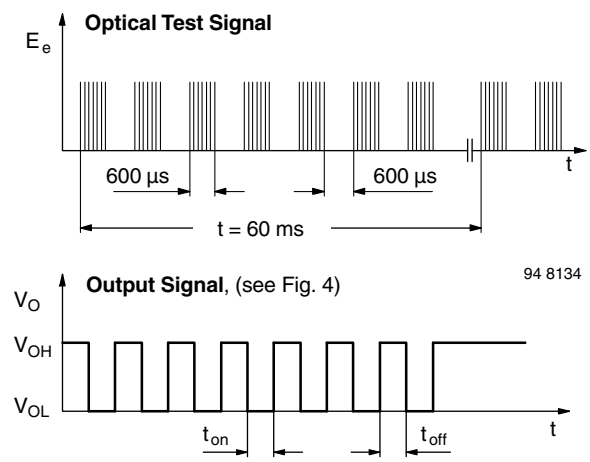 Optical Test Signal
E e
t
600 µs
600 µs
t = 60 ms
94 8134
Output Signal, (see Fig. 4)
V O
V OH
V OL
t
t on
t off